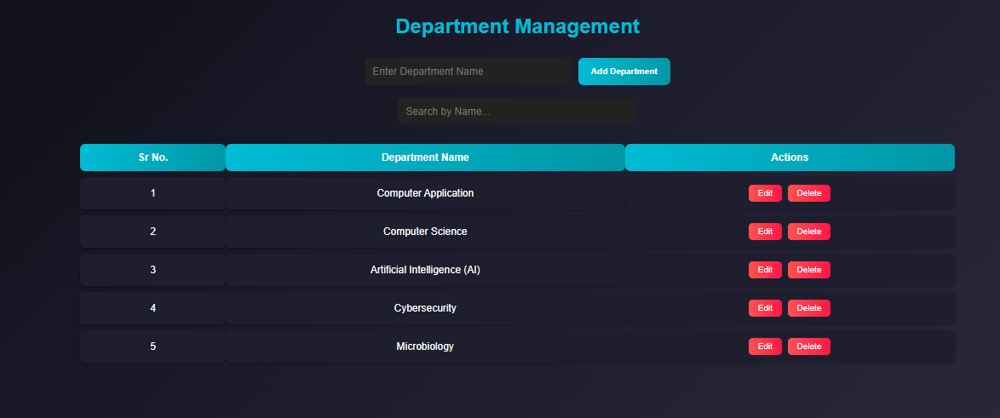 Department Management
Enter Department Name Add Department
Search by Name...
Sr No. Department Name Actions
1 Computer Application Edit Delete
2 Computer Science Edit Delete
3 Artificial Intelligence (AI) Edit Delete
4 Cybersecurity Edit Delete
5 Microbiology Edit Delete